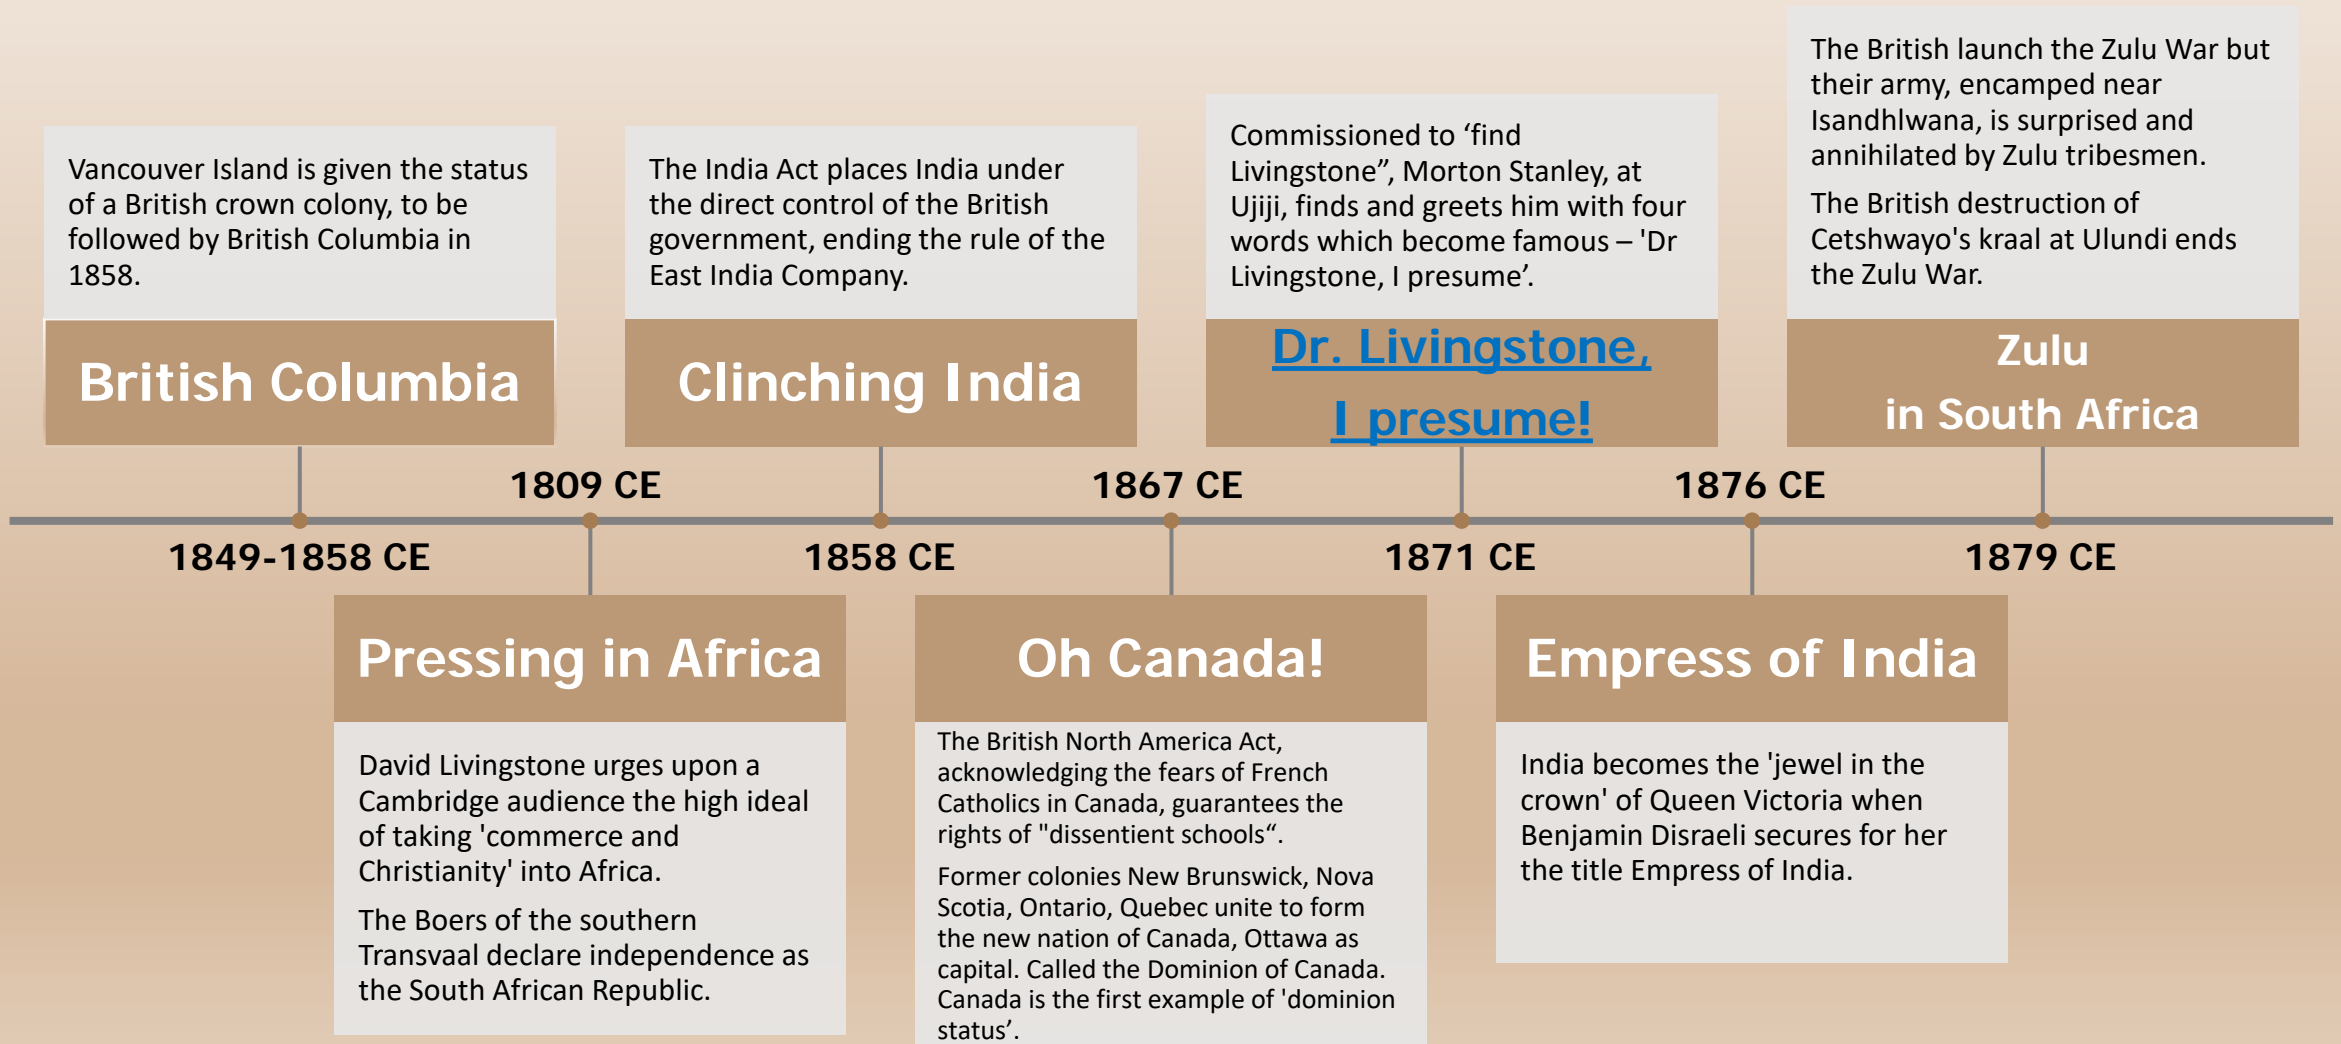 Vancouver Island is given the status
of a British crown colony, to be
followed by British Columbia in
1858.
British Columbia
1849-1858 CE
1809 CE
Pressing in Africa
David Livingstone urges upon a
Cambridge audience the high ideal
of taking 'commerce and
Christianity' into Africa.
The Boers of the southern
Transvaal declare independence as
the South African Republic.
The India Act places India under
the direct control of the British
government, ending the rule of the
East India Company.
Clinching India
1858 CE
1867 CE
Oh Canada!
The British North America Act,
acknowledging the fears of French
Catholics in Canada, guarantees the
rights of "dissentient schools“.
Former colonies New Brunswick, Nova
Scotia, Ontario, Quebec unite to form
the new nation of Canada, Ottawa as
capital. Called the Dominion of Canada.
Canada is the first example of 'dominion
status’.
Commissioned to ‘find
Livingstone”, Morton Stanley, at
Ujiji, finds and greets him with four
words which become famous – 'Dr
Livingstone, I presume’.
Dr. Livingstone,
I presume!
1871 CE
1876 CE
Empress of India
India becomes the 'jewel in the
crown' of Queen Victoria when
Benjamin Disraeli secures for her
the title Empress of India.
The British launch the Zulu War but
their army, encamped near
Isandhlwana, is surprised and
annihilated by Zulu tribesmen.
The British destruction of
Cetshwayo's kraal at Ulundi ends
the Zulu War.
Zulu
in South Africa
1879 CE